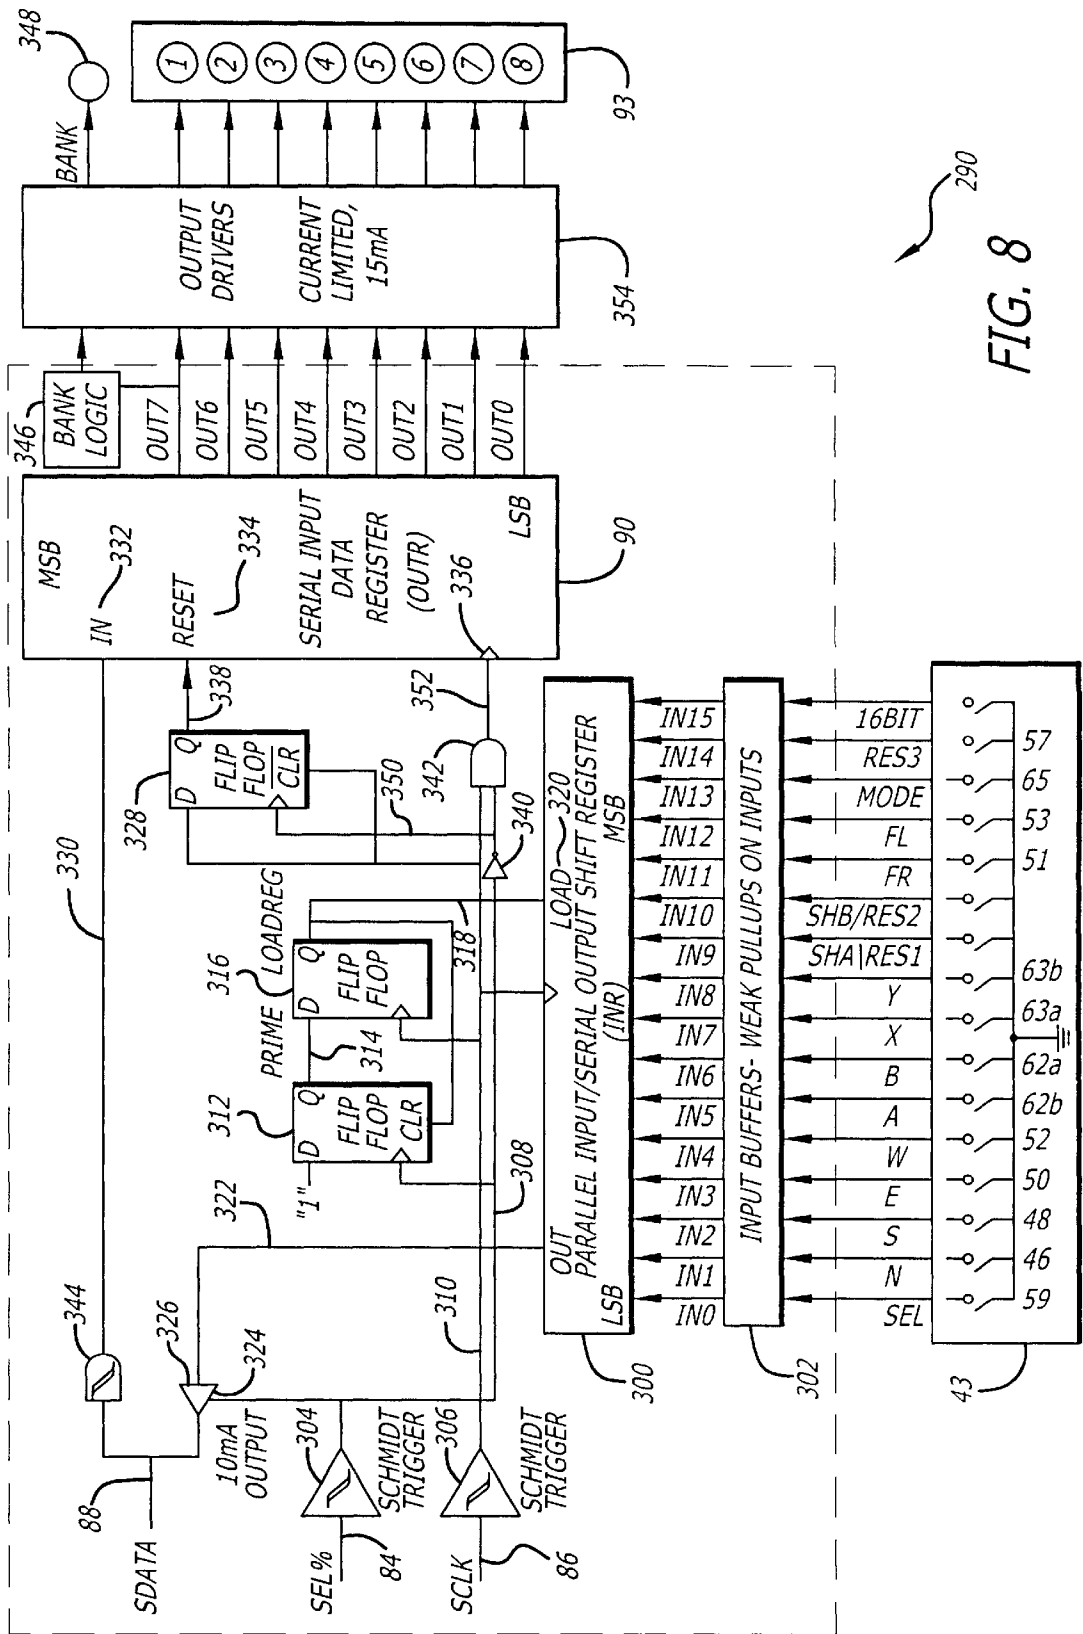 348
BANK
1
2
3
4
5
6
7
8
93
OUTPUT
DRIVERS
CURRENT
LIMITED,
15mA
354
346
BANK
LOGIC
OUT7
OUT6
OUT5
OUT4
OUT3
OUT2
OUT1
OUT0
MSB
IN
332
RESET
334
SERIAL INPUT
DATA
REGISTER
(OUTR)
336
LSB
90
338
352
342
350
340
328
D
Q
FLIP
FLOP
CLR
330
LOADREG
318
316
D
Q
FLIP
FLOP
PRIME
314
312
D
Q
FLIP
FLOP
CLR
"1"
308
322
310
344
326
324
10mA
OUTPUT
304
SCHMIDT
TRIGGER
306
SCHMIDT
TRIGGER
88
SDATA
SEL%
84
SCLK
86
OUT
LOAD
320
PARALLEL INPUT/SERIAL OUTPUT SHIFT REGISTER
(INR)
LSB
MSB
300
IN0
IN1
IN2
IN3
IN4
IN5
IN6
IN7
IN8
IN9
IN10
IN11
IN12
IN13
IN14
IN15
INPUT BUFFERS- WEAK PULLUPS ON INPUTS
302
SEL
N
S
E
W
A
B
X
Y
SHA\RES1
SHB/RES2
FR
FL
MODE
RES3
16BIT
59
46
48
50
52
62b
62a
63a
63b
51
53
65
57
43
290
FIG. 8